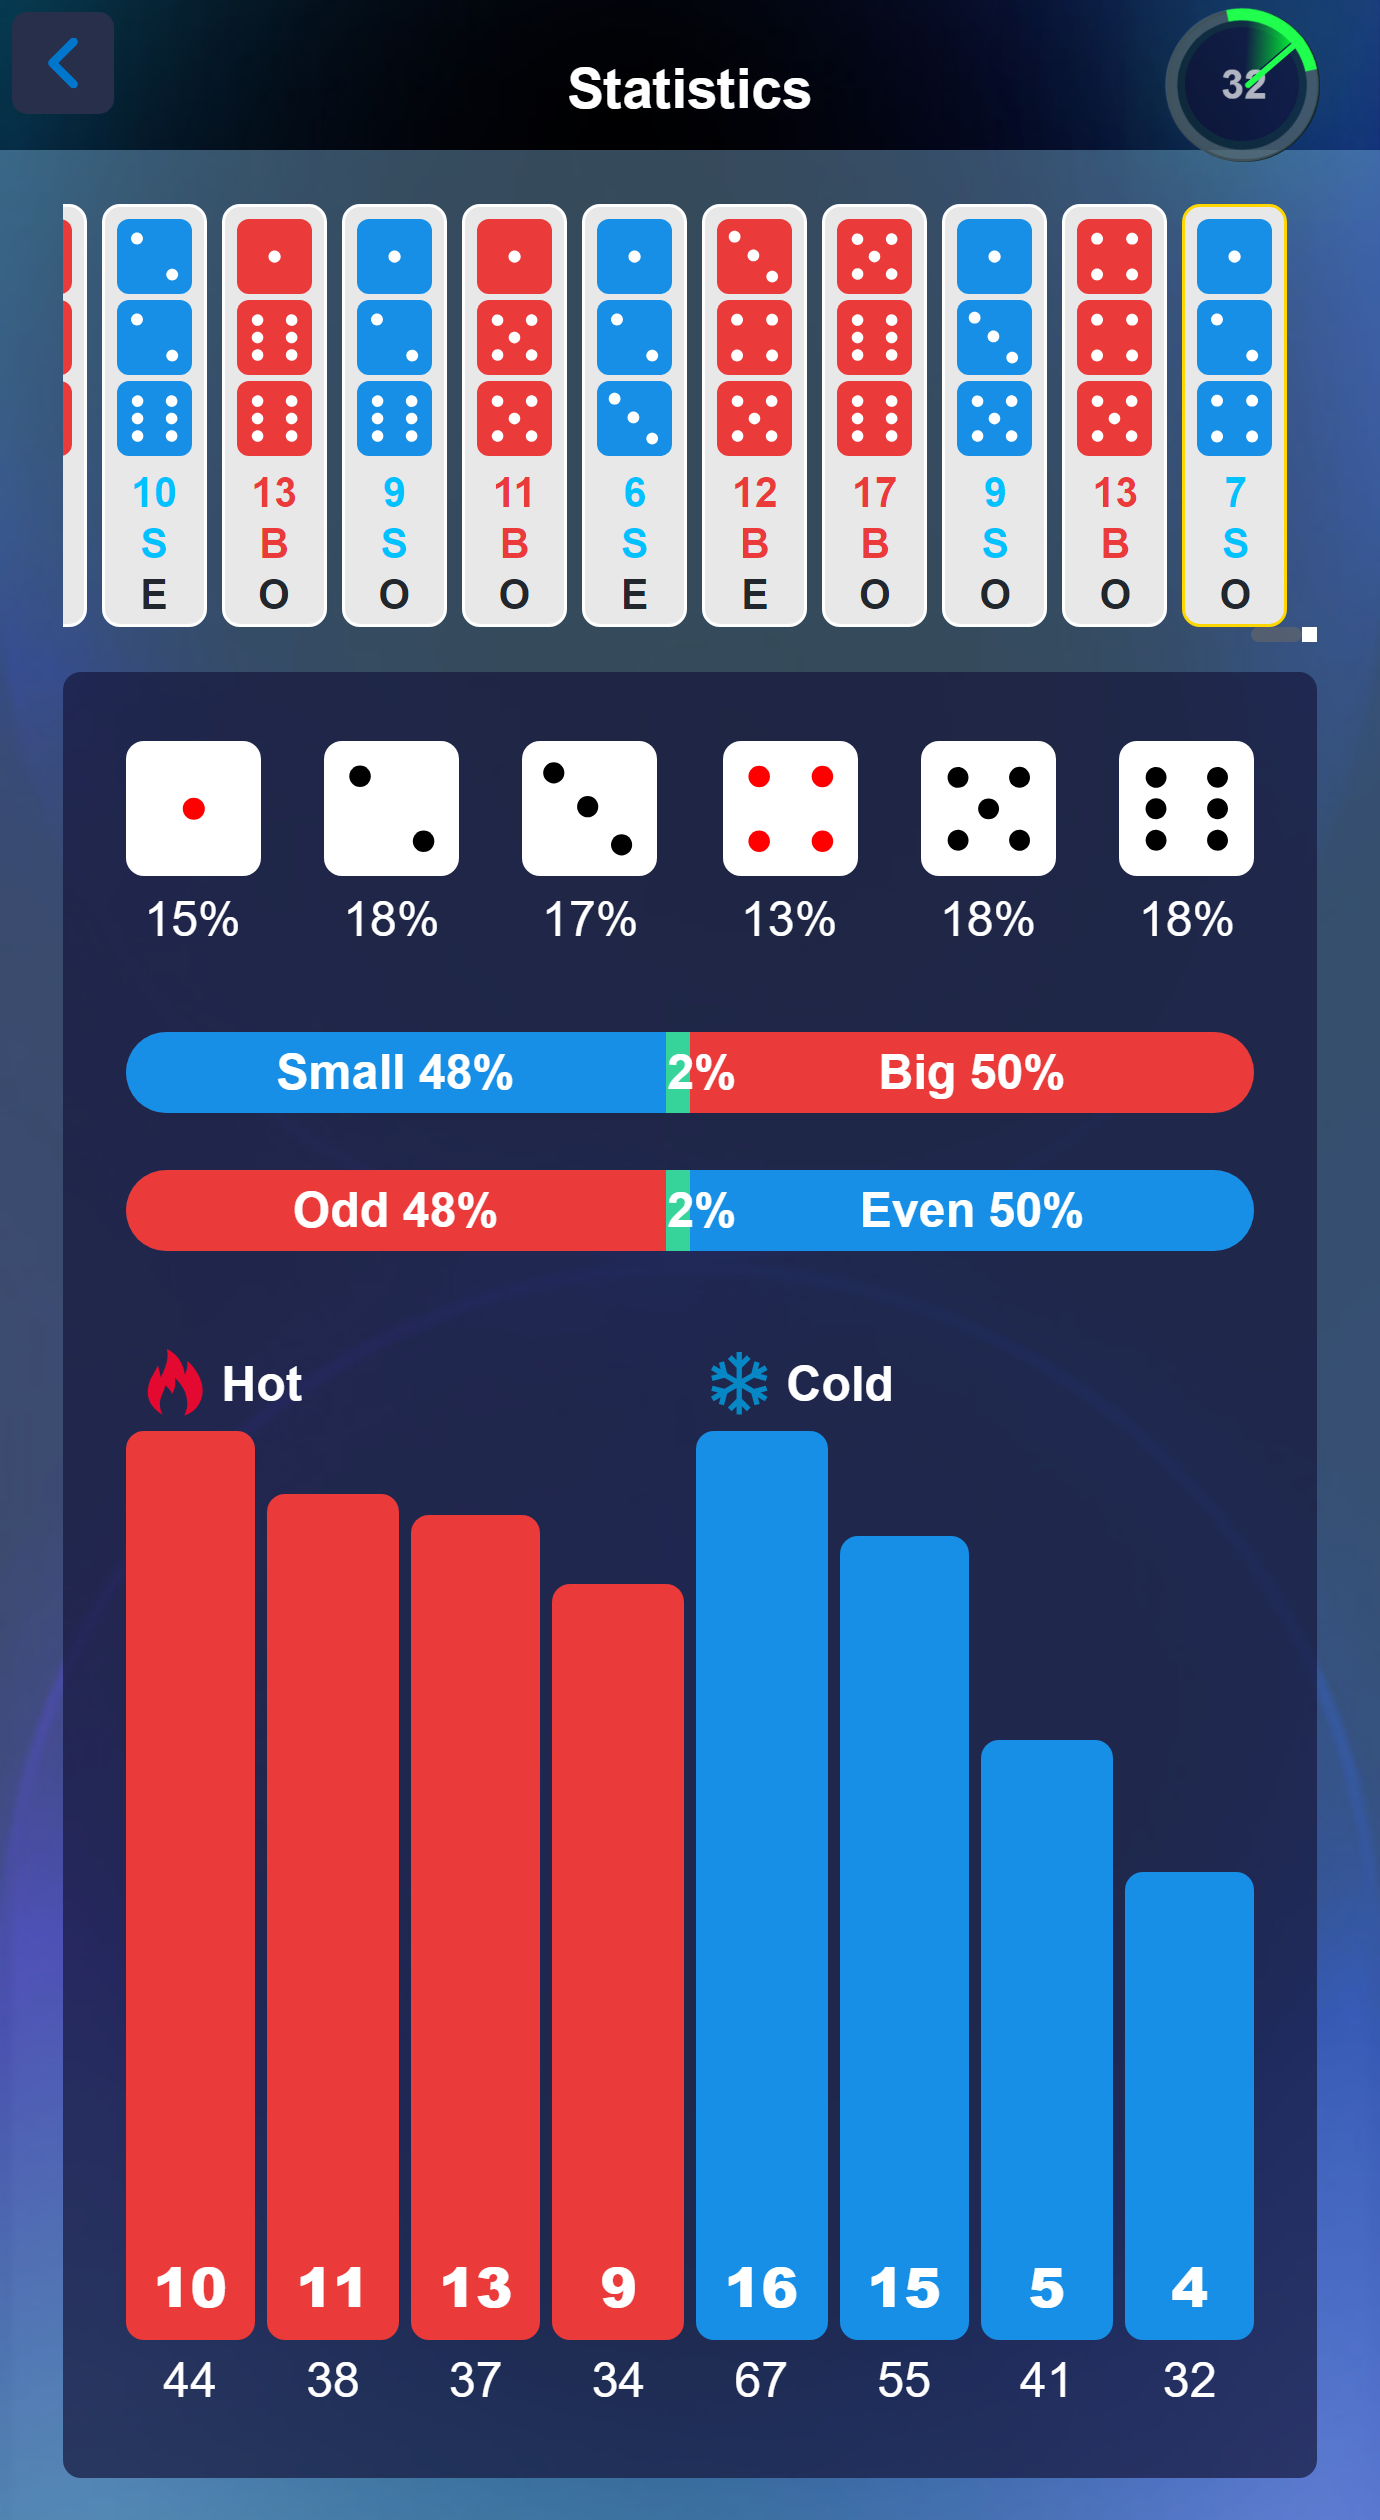 Statistics
32
10 13 9 11 6 12 17 9 13 7
S B S B S B B S B S
E O O O E E O O O O
15% 18% 17% 13% 18% 18%
Small 48% 2% Big 50%
Odd 48% 2% Even 50%
Hot Cold
10 11 13 9 16 15 5 4
44 38 37 34 67 55 41 32